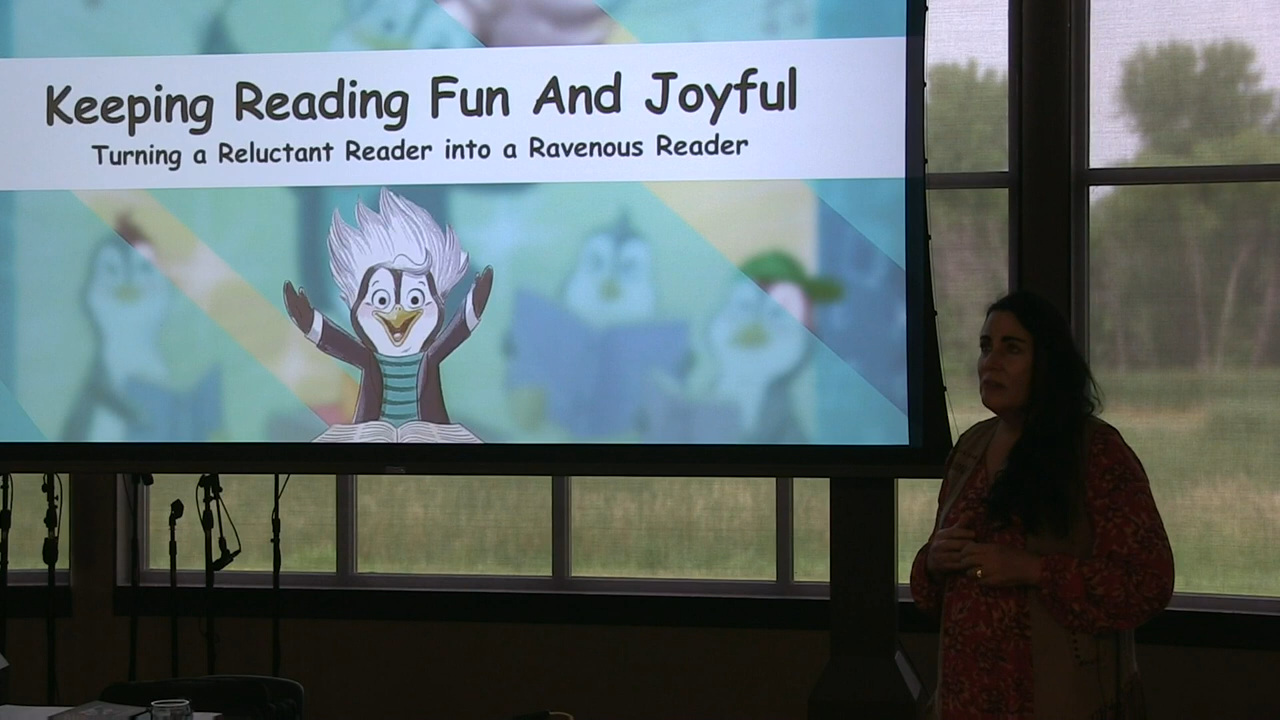 Keeping Reading Fun And Joyful
Turning a Reluctant Reader into a Ravenous Reader